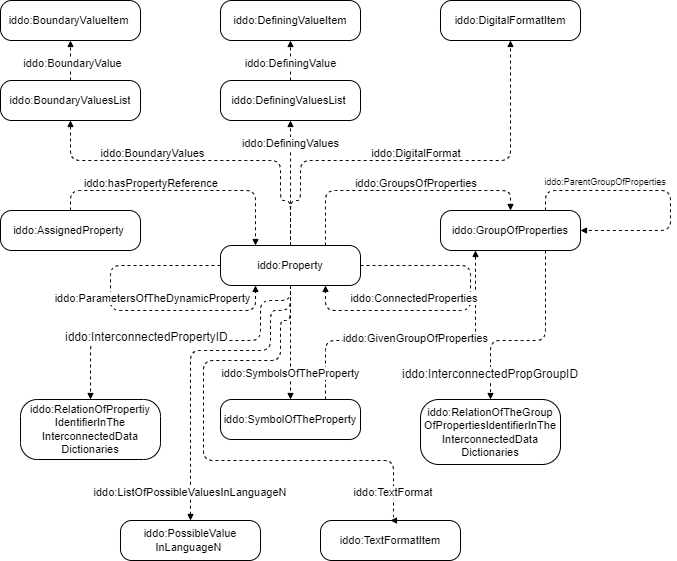 iddo:BoundaryValueItem
iddo:DefiningValueItem
iddo:DigitalFormatItem
iddo:BoundaryValue
iddo:DefiningValue
iddo:BoundaryValuesList
iddo:DefiningValuesList
iddo:DefiningValues
iddo:BoundaryValues
iddo:DigitalFormat
iddo:hasPropertyReference
iddo:GroupsOfProperties
iddo:ParentGroupOfProperties
iddo:AssignedProperty
iddo:GroupOfProperties
iddo:Property
iddo:ParametersOfTheDynamicProperty
iddo:ConnectedProperties
iddo:InterconnectedPropertyID
iddo:GivenGroupOfProperties
iddo:SymbolsOfTheProperty
iddo:InterconnectedPropGroupID
iddo:RelationOfPropertiy
IdentifierInThe
InterconnectedData
Dictionaries
iddo:SymbolOfTheProperty
iddo:RelationOfTheGroup
OfPropertiesIdentifierInThe
InterconnectedData
Dictionaries
iddo:ListOfPossibleValuesInLanguageN
iddo:TextFormat
iddo:PossibleValue
InLanguageN
iddo:TextFormatItem